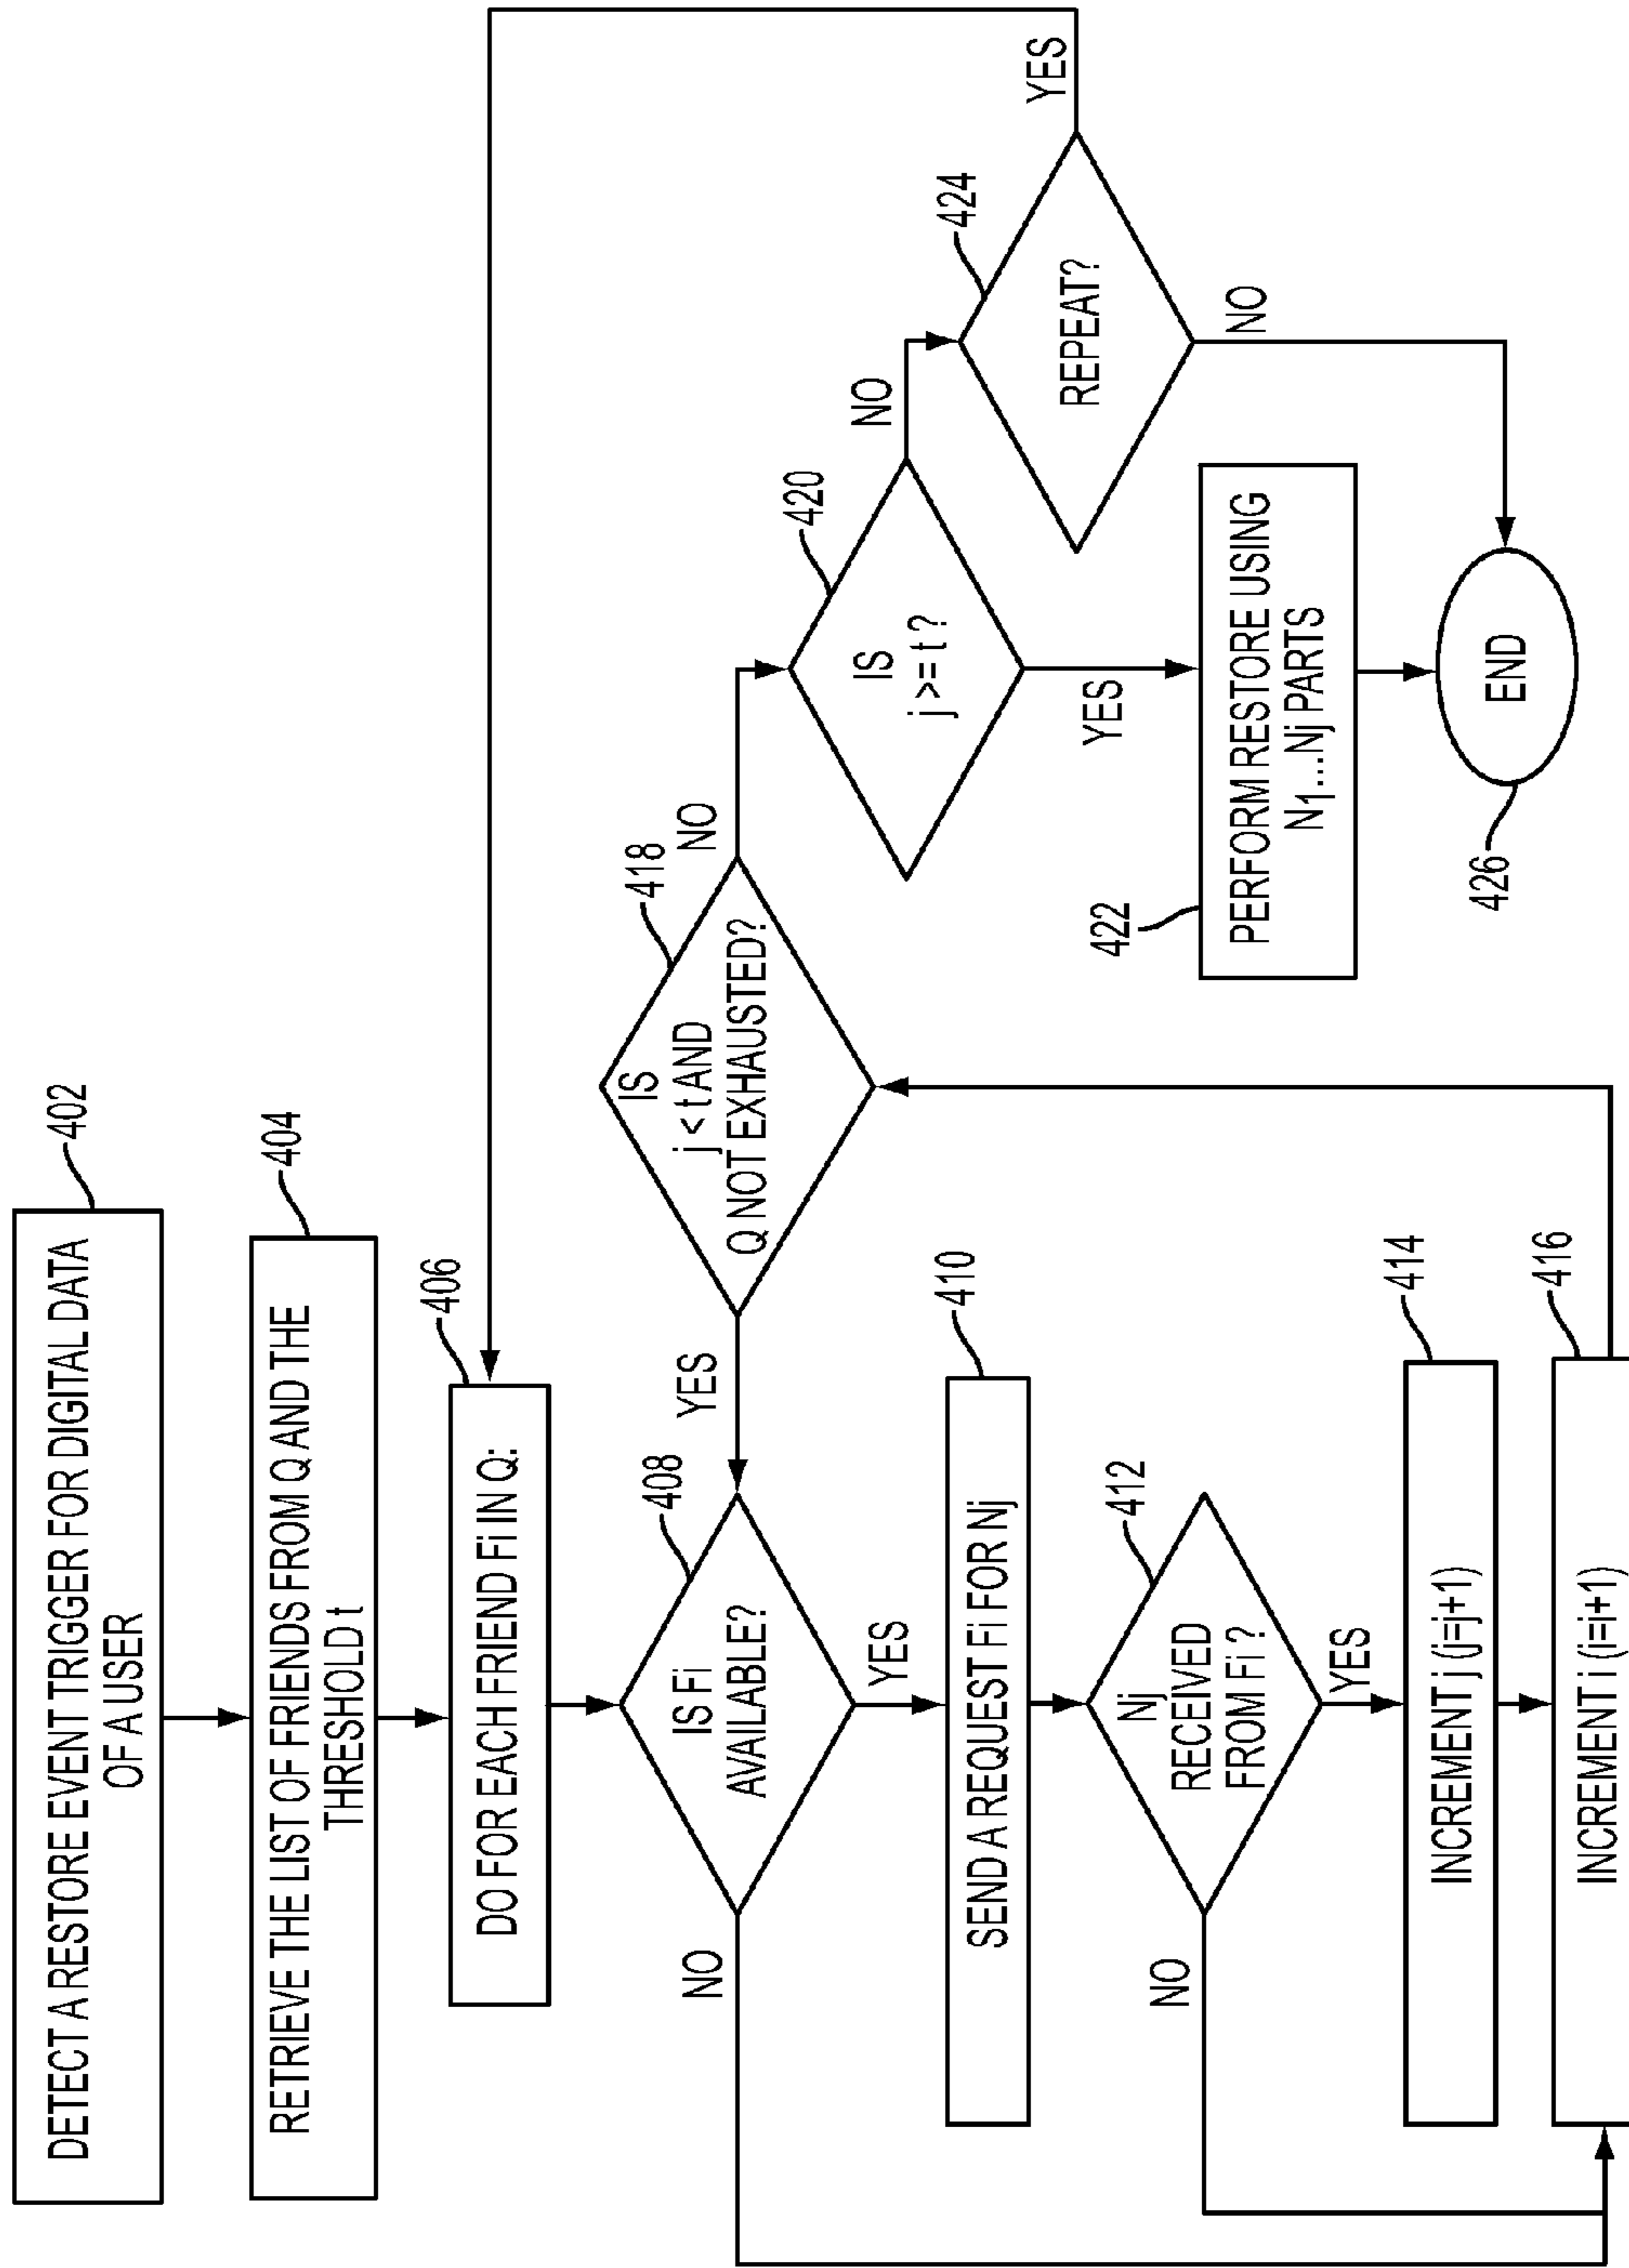 DETECT A RESTORE EVENT TRIGGER FOR DIGITAL DATA
OF A USER
402
RETRIEVE THE LIST OF FRIENDS FROM Q AND THE
THRESHOLD t
404
DO FOR EACH FRIEND Fi IN Q:
406
IS Fi
AVAILABLE?
408
YES
NO
SEND A REQUEST Fi FOR Nj
410
Nj
RECEIVED
FROM Fi ?
412
YES
NO
INCREMENT j (j=j+1)
414
INCREMENT i (i=i+1)
416
IS
j < t AND
Q NOT EXHAUSTED?
418
YES
NO
IS
j >= t ?
420
YES
NO
PERFORM RESTORE USING
N1...Nj PARTS
422
REPEAT?
424
YES
NO
END
426